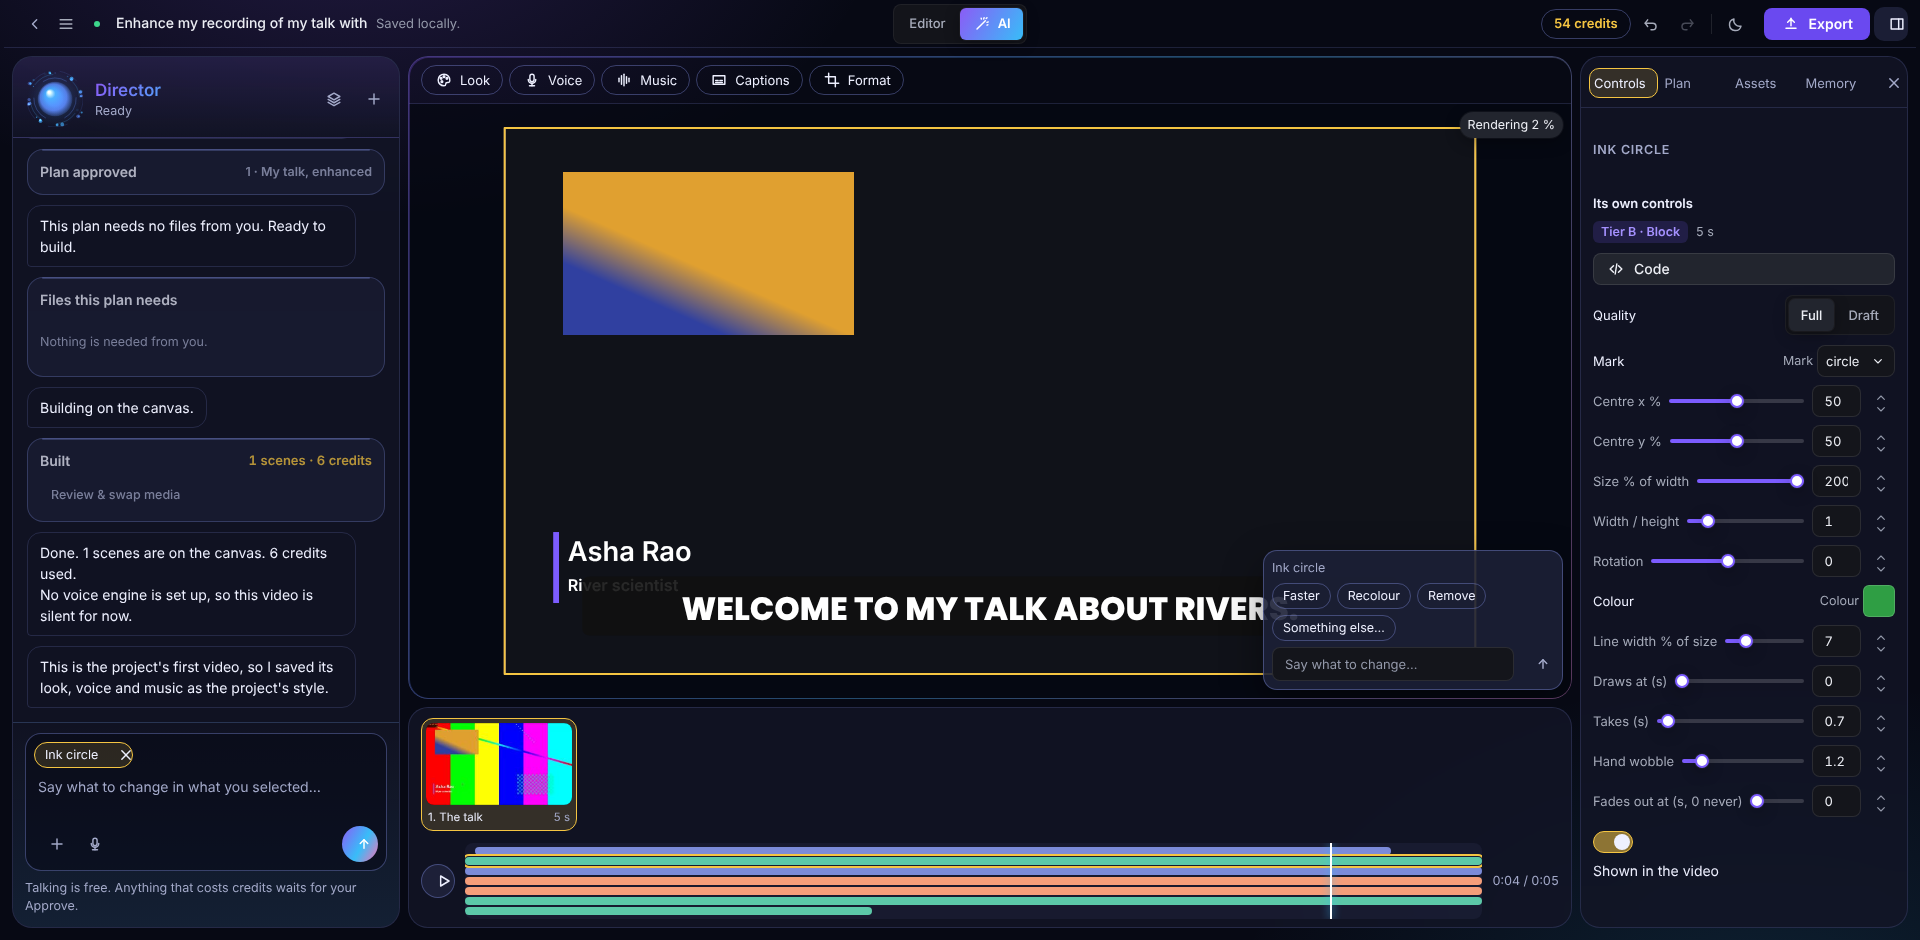 Enhance my recording of my talk with
Saved locally.
Editor
AI
54 credits
Export
Director
Ready
Plan approved
1 · My talk, enhanced
This plan needs no files from you. Ready to
build.
Files this plan needs
Nothing is needed from you.
Building on the canvas.
Built
1 scenes · 6 credits
Review & swap media
Done. 1 scenes are on the canvas. 6 credits
used.
No voice engine is set up, so this video is
silent for now.
This is the project's first video, so I saved its
look, voice and music as the project's style.
Ink circle
Say what to change in what you selected...
Talking is free. Anything that costs credits waits for your
Approve.
Look
Voice
Music
Captions
Format
Rendering 2 %
Asha Rao
River scientist
WELCOME TO MY TALK ABOUT RIVERS.
Ink circle
Faster
Recolour
Remove
Something else...
Say what to change...
1. The talk
5 s
0:04 / 0:05
Controls
Plan
Assets
Memory
INK CIRCLE
Its own controls
Tier B · Block
5 s
Code
Quality
Full
Draft
Mark
Mark
circle
Centre x %
50
Centre y %
50
Size % of width
200
Width / height
1
Rotation
0
Colour
Colour
Line width % of size
7
Draws at (s)
0
Takes (s)
0.7
Hand wobble
1.2
Fades out at (s, 0 never)
0
Shown in the video